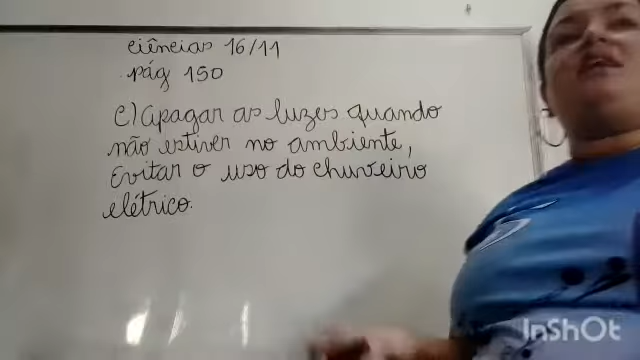 ciências 16/11
pág 150
C) Apagar as luzes quando
não estiver no ambiente,
Evitar o uso do chuveiro
elétrico.
InShOt